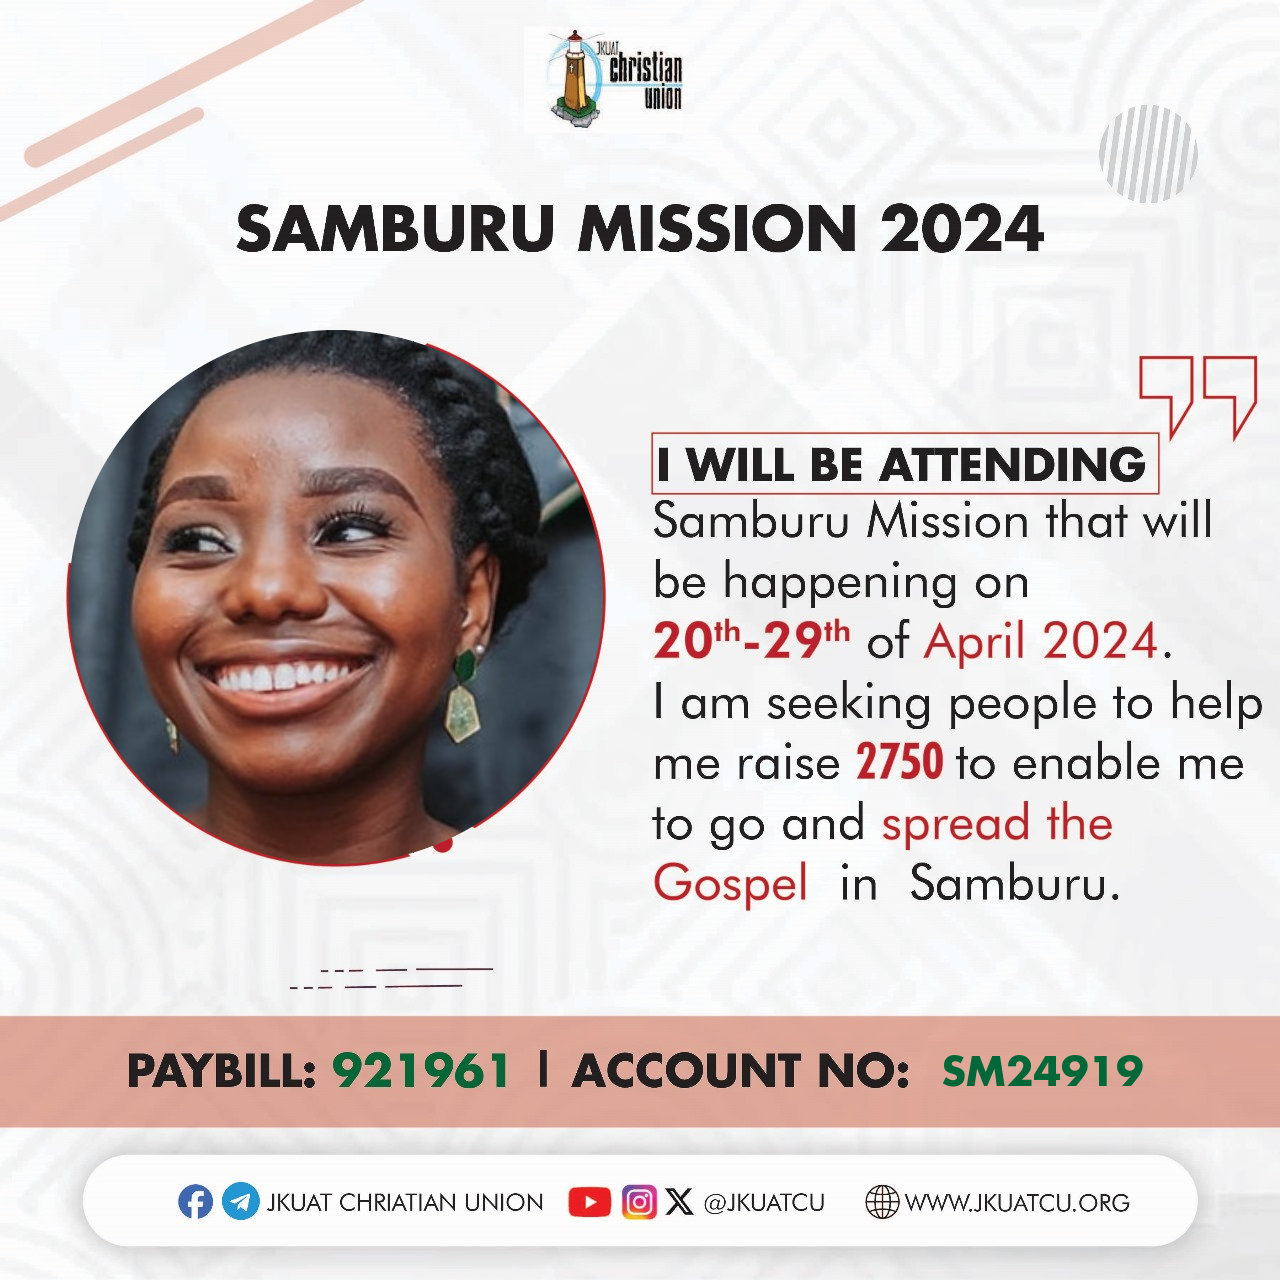 JKUAT
christian
union
SAMBURU MISSION 2024
I WILL BE ATTENDING
Samburu Mission that will
be happening on
20th-29th of April 2024.
I am seeking people to help
me raise 2750 to enable me
to go and spread the
Gospel in Samburu.
PAYBILL: 921961 | ACCOUNT NO: SM24919
JKUAT CHRIATIAN UNION @JKUATCU WWW.JKUATCU.ORG